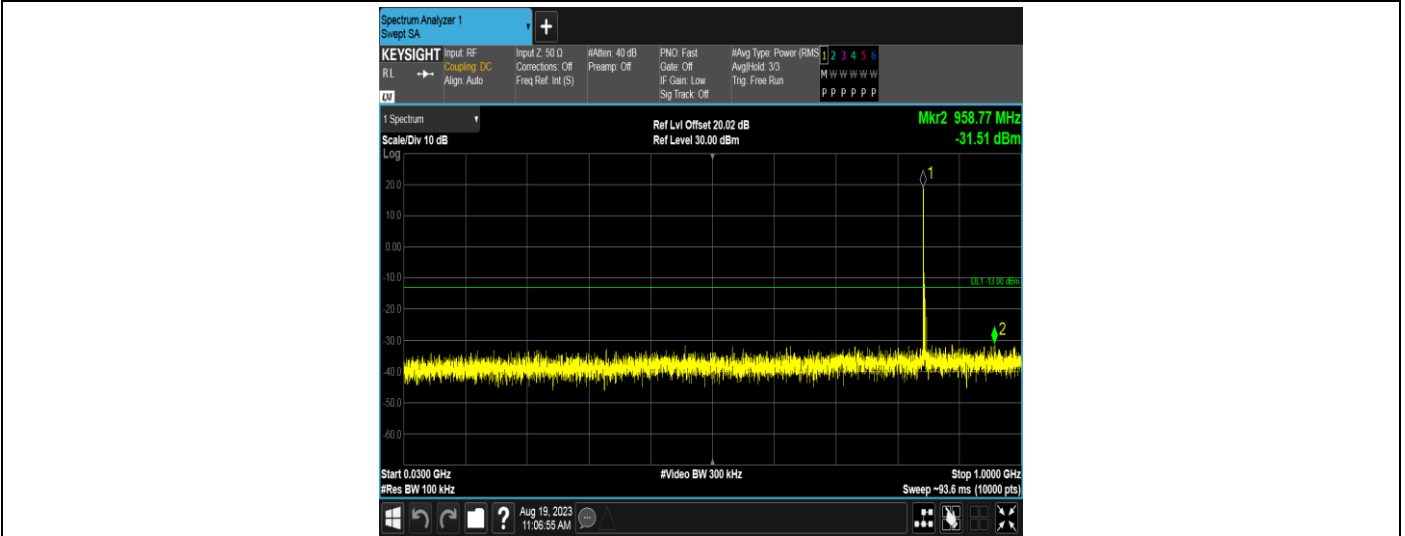 Spectrum Analyzer 1
Swept SA
+
KEYSIGHT
RL
LXI
Input: RF
Coupling: DC
Align: Auto
Input Z: 50 Ω
Corrections: Off
Freq Ref: Int (S)
#Atten: 40 dB
Preamp: Off
PNO: Fast
Gate: Off
IF Gain: Low
Sig Track: Off
#Avg Type: Power (RMS
Avg|Hold: 3/3
Trig: Free Run
1 2 3 4 5 6
M W W W W W
P P P P P P
1 Spectrum
Scale/Div 10 dB
Ref Lvl Offset 20.02 dB
Ref Level 30.00 dBm
Mkr2 958.77 MHz
-31.51 dBm
Log
1
20.0
10.0
0.00
-10.0
DL1 -13.00 dBm
-20.0
2
-30.0
-40.0
-50.0
-60.0
Start 0.0300 GHz
#Res BW 100 kHz
#Video BW 300 kHz
Stop 1.0000 GHz
Sweep ~93.6 ms (10000 pts)
?
Aug 19, 2023
11:06:55 AM